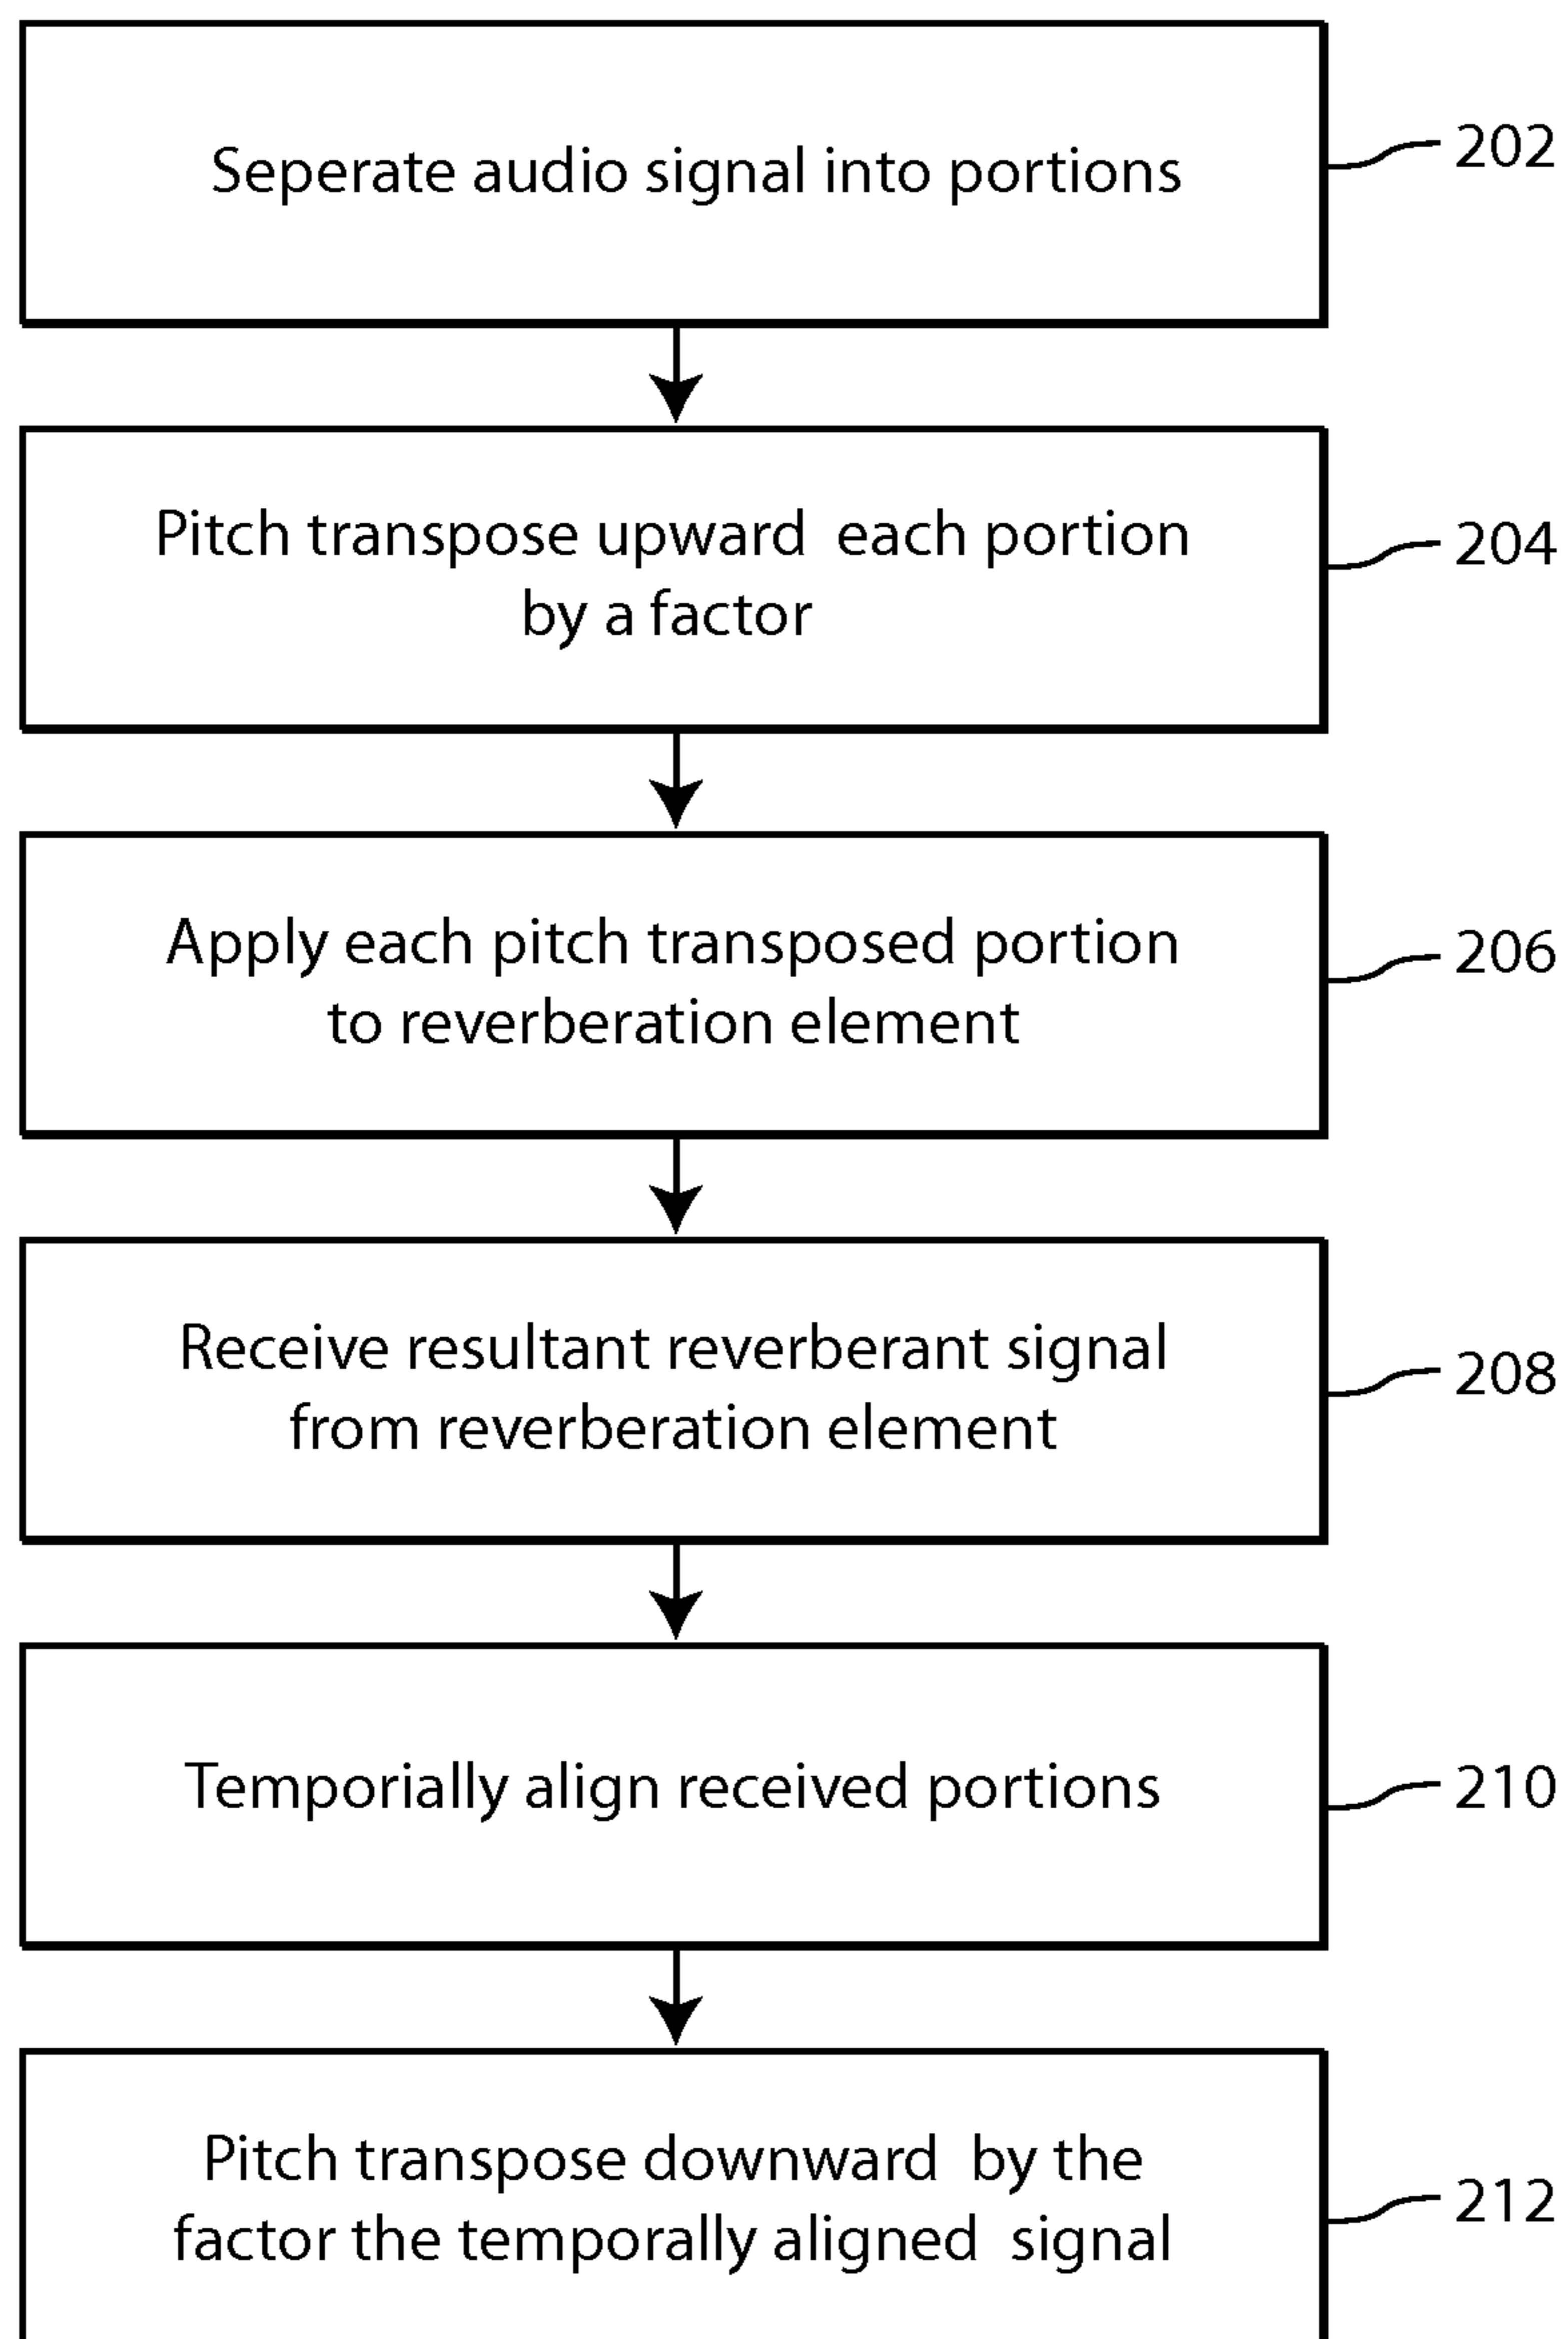 Seperate audio signal into portions
202
Pitch transpose upward each portion
by a factor
204
Apply each pitch transposed portion
to reverberation element
206
Receive resultant reverberant signal
from reverberation element
208
Temporially align received portions
210
Pitch transpose downward by the
factor the temporally aligned signal
212